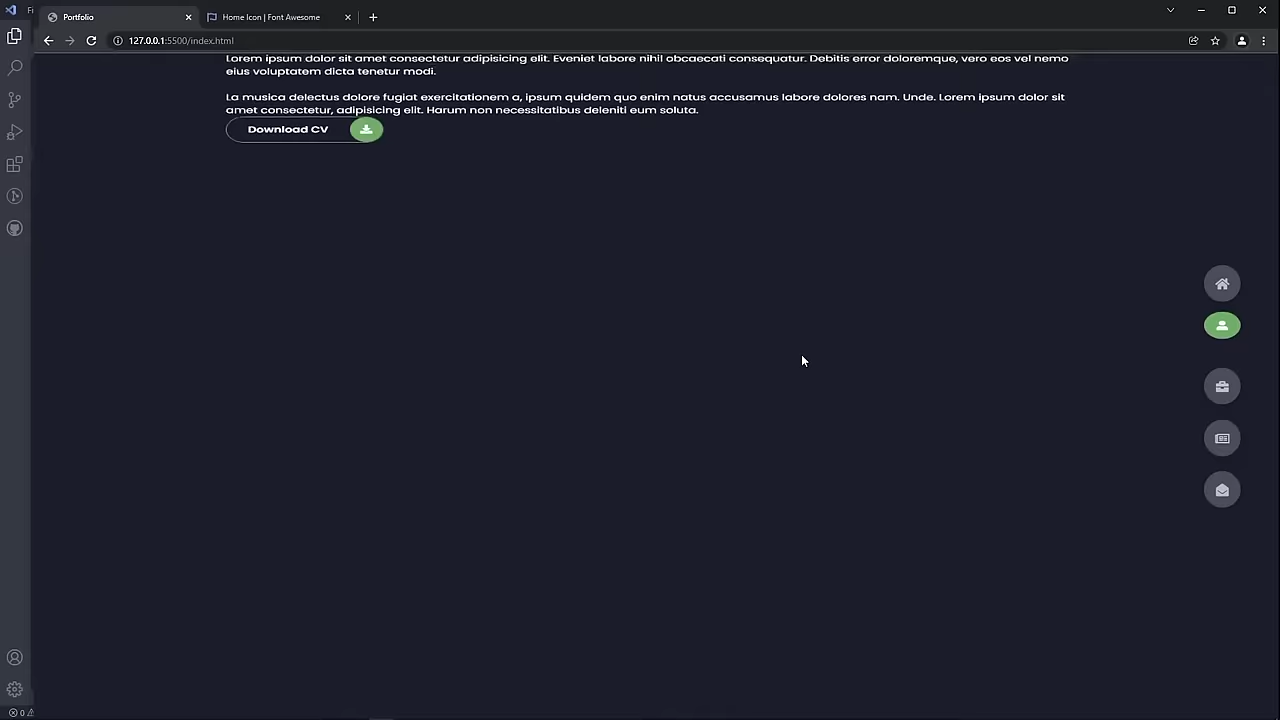 Fi
Portfolio
Home Icon | Font Awesome
127.0.0.1:5500/index.html
Lorem ipsum dolor sit amet consectetur adipisicing elit. Eveniet labore nihil obcaecati consequatur. Debitis error doloremque, vero eos vel nemo
eius voluptatem dicta tenetur modi.
La musica delectus dolore fugiat exercitationem a, ipsum quidem quo enim natus accusamus labore dolores nam. Unde. Lorem ipsum dolor sit
amet consectetur, adipisicing elit. Harum non necessitatibus deleniti eum soluta.
Download CV
0